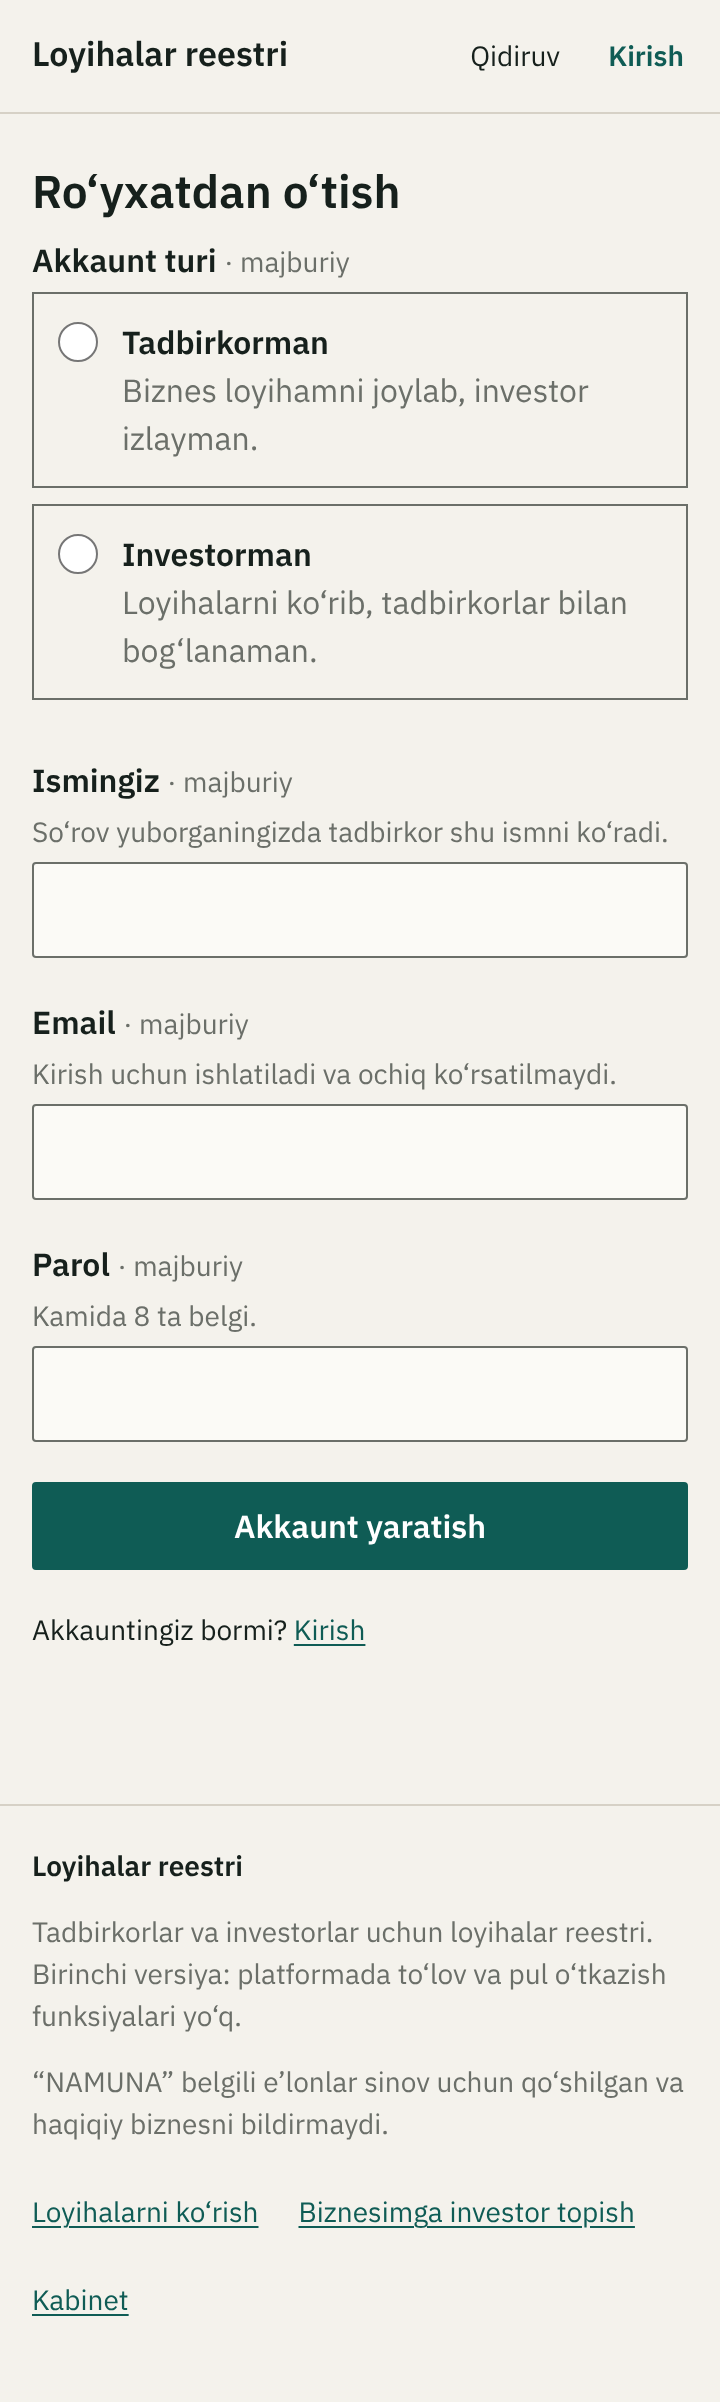 Loyihalar reestri
Qidiruv
Kirish
Ro‘yxatdan o‘tish
Akkaunt turi · majburiy
Tadbirkorman
Biznes loyihamni joylab, investor
izlayman.
Investorman
Loyihalarni ko‘rib, tadbirkorlar bilan
bog‘lanaman.
Ismingiz · majburiy
So‘rov yuborganingizda tadbirkor shu ismni ko‘radi.
Email · majburiy
Kirish uchun ishlatiladi va ochiq ko‘rsatilmaydi.
Parol · majburiy
Kamida 8 ta belgi.
Akkaunt yaratish
Akkauntingiz bormi? Kirish
Loyihalar reestri
Tadbirkorlar va investorlar uchun loyihalar reestri.
Birinchi versiya: platformada to‘lov va pul o‘tkazish
funksiyalari yo‘q.
“NAMUNA” belgili e’lonlar sinov uchun qo‘shilgan va
haqiqiy biznesni bildirmaydi.
Loyihalarni ko‘rish
Biznesimga investor topish
Kabinet